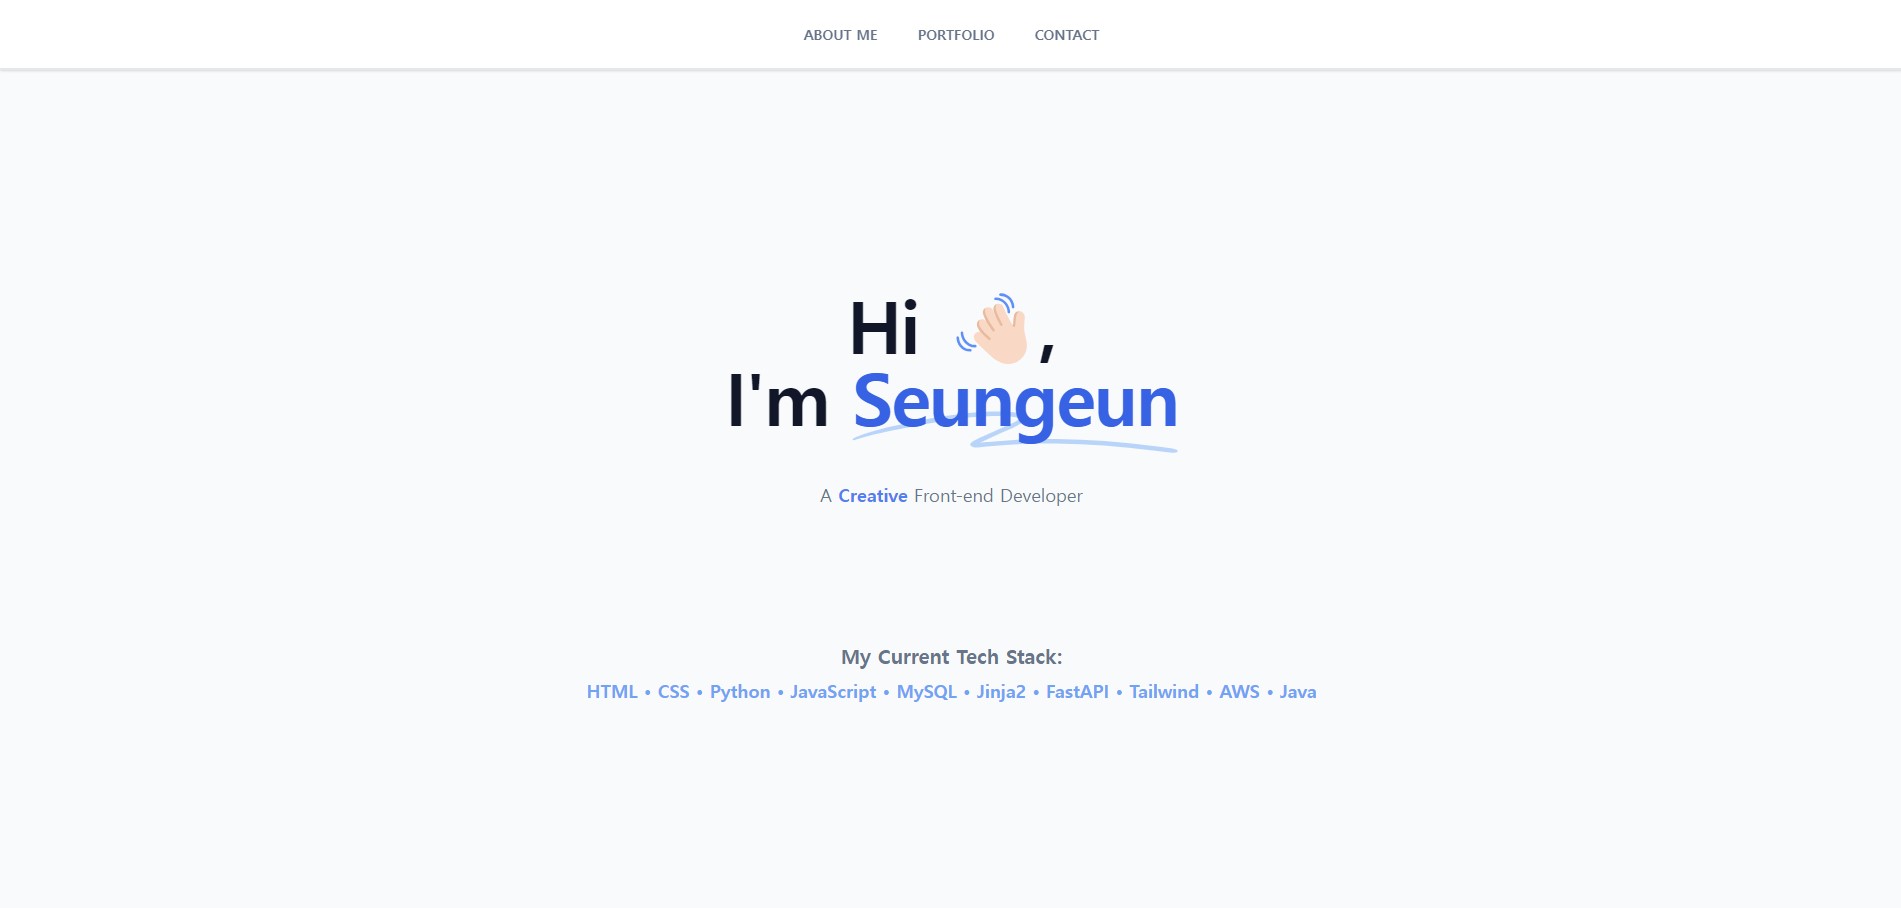 ABOUT ME PORTFOLIO CONTACT
Hi 👋🏻,
I'm Seungeun
A Creative Front-end Developer
My Current Tech Stack:
HTML • CSS • Python • JavaScript • MySQL • Jinja2 • FastAPI • Tailwind • AWS • Java